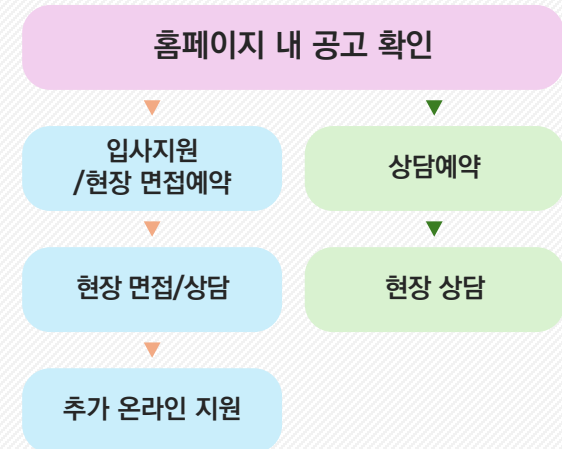 홈페이지 내 공고 확인
입사지원
/현장 면접예약
현장 면접/상담
추가 온라인 지원
상담예약
현장 상담